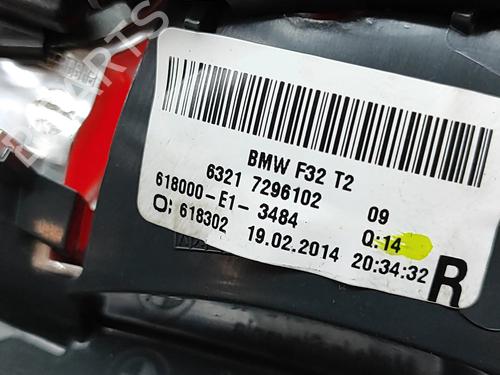 BMW F32 T2
6321 7296102 09
618000-E1- 3484 Q:14
O; 618302 19.02.2014 20:34:32
R